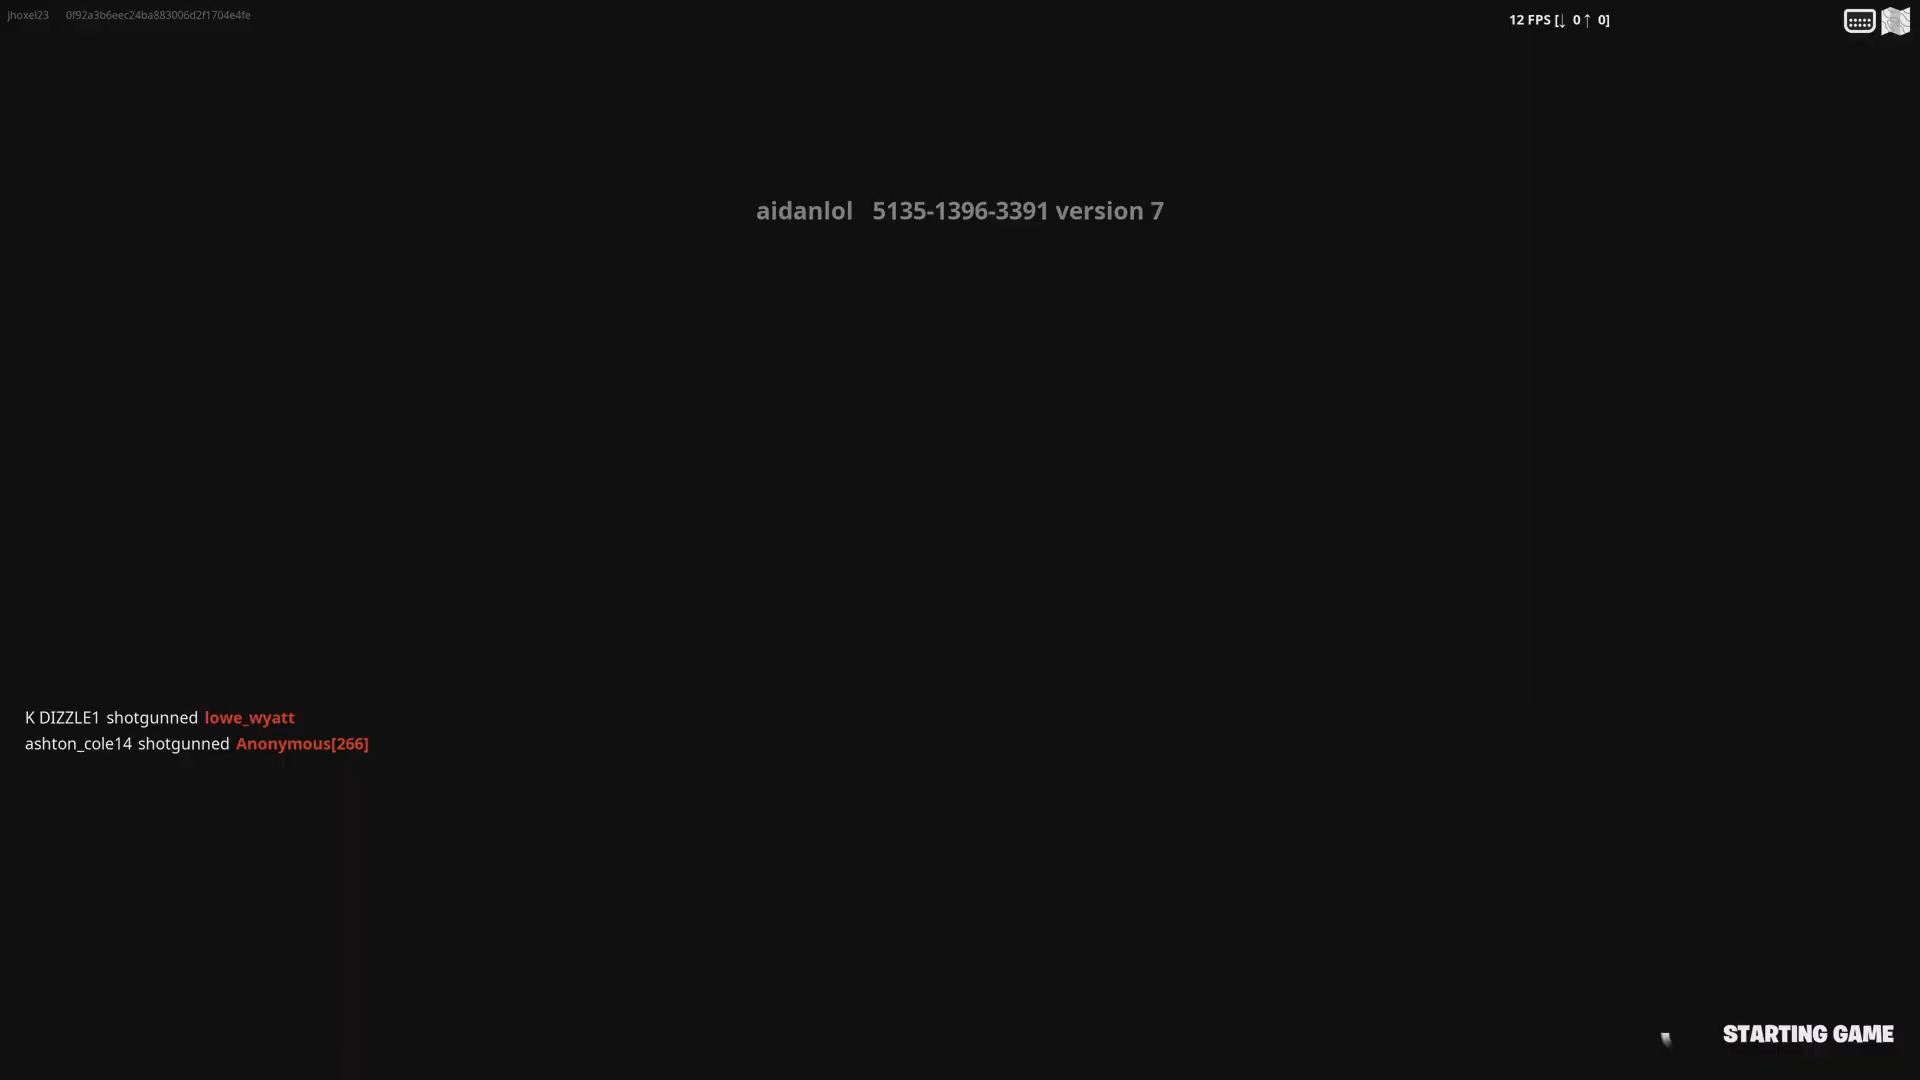 jhoxel23 0f92a3b6eec24ba883006d2f1704e4fe
12 FPS [↓ 0↑ 0]
aidanlol 5135-1396-3391 version 7
K DIZZLE1 shotgunned lowe_wyatt
ashton_cole14 shotgunned Anonymous[266]
STARTING GAME